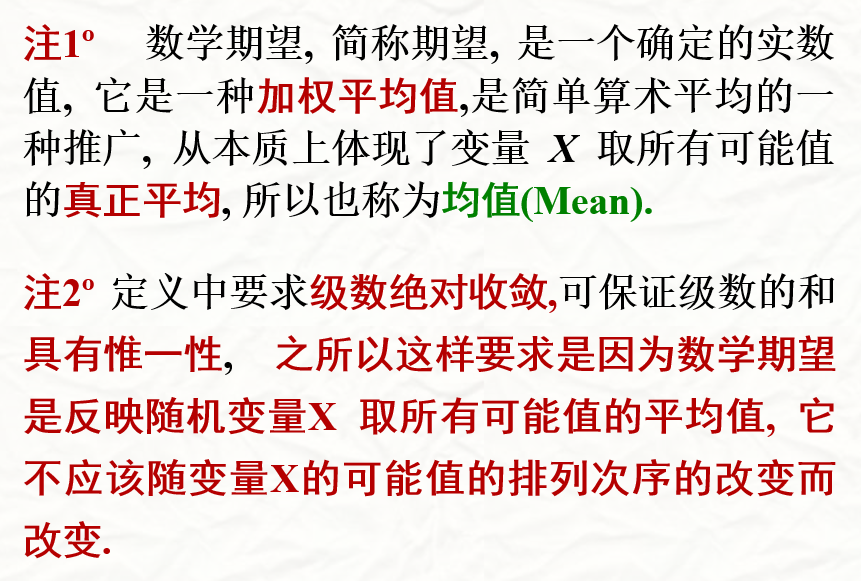 注1º 数学期望, 简称期望, 是一个确定的实数
值, 它是一种加权平均值,是简单算术平均的一
种推广, 从本质上体现了变量 X 取所有可能值
的真正平均, 所以也称为均值(Mean).
注2º 定义中要求级数绝对收敛,可保证级数的和
具有惟一性, 之所以这样要求是因为数学期望
是反映随机变量X 取所有可能值的平均值, 它
不应该随变量X的可能值的排列次序的改变而
改变.